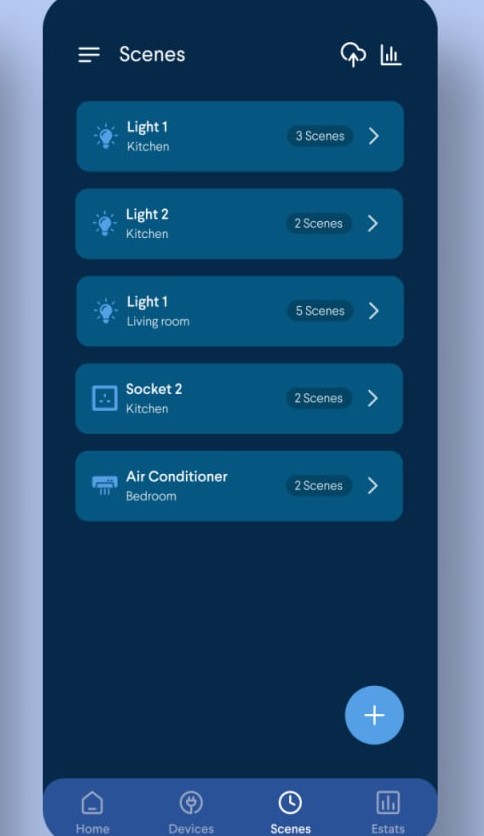 Scenes
Light 1
Kitchen
3 Scenes
Light 2
Kitchen
2 Scenes
Light 1
Living room
5 Scenes
Socket 2
Kitchen
2 Scenes
Air Conditioner
Bedroom
2 Scenes
Home
Devices
Scenes
Estats